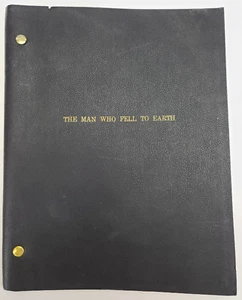 THE MAN WHO FELL TO EARTH